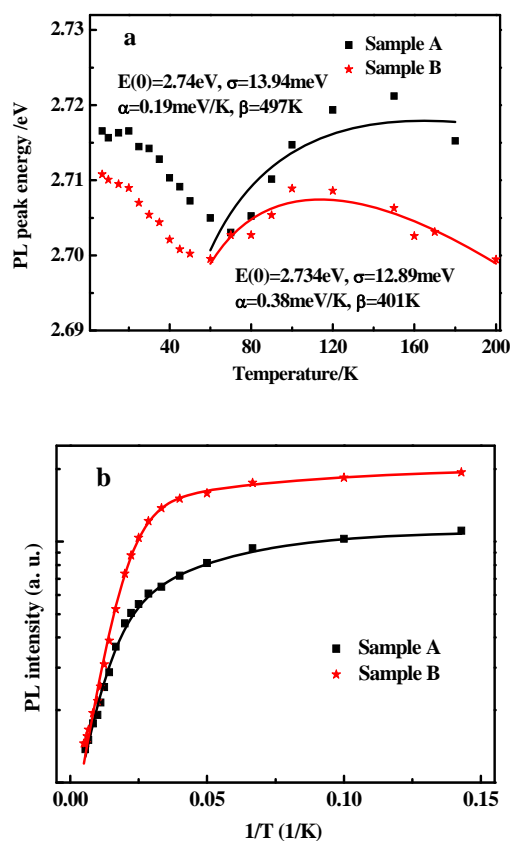 a
Sample A
Sample B
E(0)=2.74eV, σ=13.94meV
α=0.19meV/K, β=497K
E(0)=2.734eV, σ=12.89meV
α=0.38meV/K, β=401K
PL peak energy /eV
2.73
2.72
2.71
2.70
2.69
40 80 120 160 200
Temperature/K
b
Sample A
Sample B
PL intensity (a. u.)
0.00 0.05 0.10 0.15
1/T (1/K)